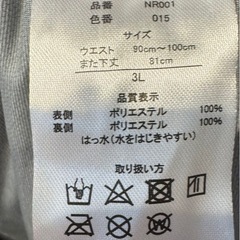 品番 NR001
色番 015
サイズ
ウエスト 90cm～100cm
また下丈 81cm
3L
品質表示
表側 ポリエステル 100%
裏側 ポリエステル 100%
はっ水(水をはじきやすい)
取り扱い方